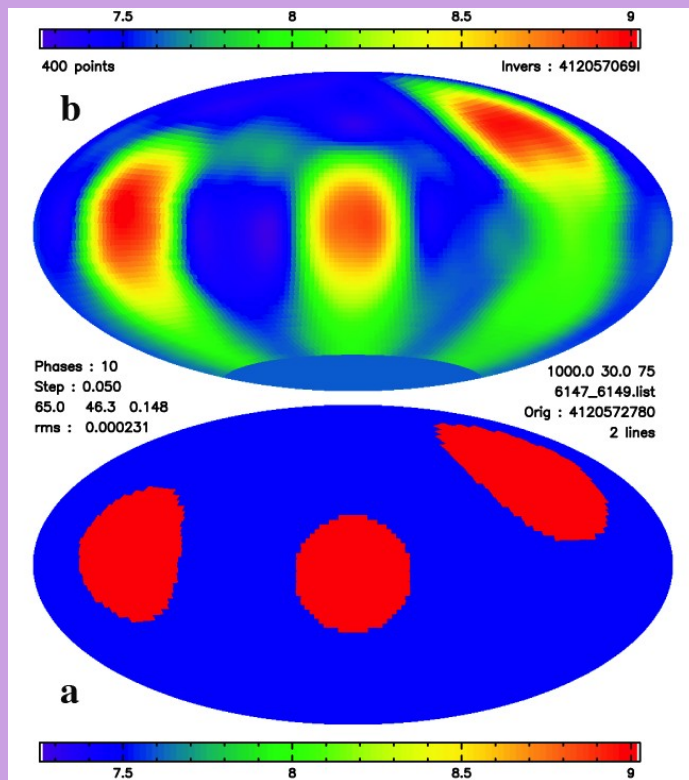 7.5 8 8.5 9
400 points Invers : 412057069I
b
Phases : 10
Step : 0.050
65.0 46.3 0.148
rms : 0.000231
1000.0 30.0 75
6147_6149.list
Orig : 4120572780
2 lines
a
7.5 8 8.5 9